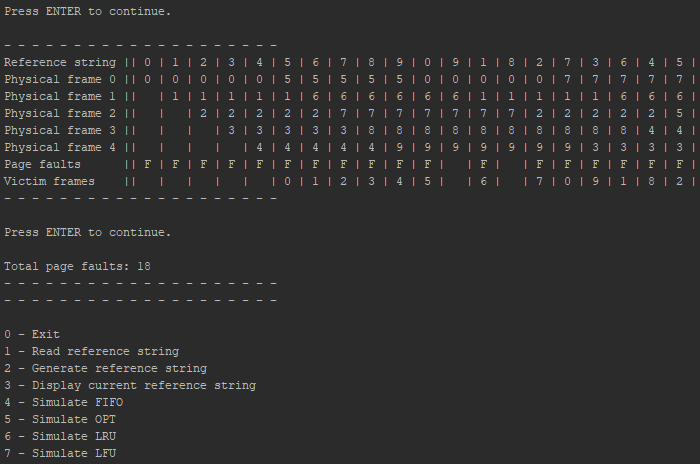 Press ENTER to continue.
- - - - - - - - - - - - - - - - - - - -
Reference string || 0 | 1 | 2 | 3 | 4 | 5 | 6 | 7 | 8 | 9 | 0 | 9 | 1 | 8 | 2 | 7 | 3 | 6 | 4 | 5 |
Physical frame 0 || 0 | 0 | 0 | 0 | 0 | 5 | 5 | 5 | 5 | 5 | 0 | 0 | 0 | 0 | 0 | 7 | 7 | 7 | 7 | 7 |
Physical frame 1 ||   | 1 | 1 | 1 | 1 | 1 | 6 | 6 | 6 | 6 | 6 | 6 | 1 | 1 | 1 | 1 | 1 | 6 | 6 | 6 |
Physical frame 2 ||   |   | 2 | 2 | 2 | 2 | 2 | 7 | 7 | 7 | 7 | 7 | 7 | 7 | 2 | 2 | 2 | 2 | 2 | 5 |
Physical frame 3 ||   |   |   | 3 | 3 | 3 | 3 | 3 | 8 | 8 | 8 | 8 | 8 | 8 | 8 | 8 | 8 | 8 | 4 | 4 |
Physical frame 4 ||   |   |   |   | 4 | 4 | 4 | 4 | 4 | 9 | 9 | 9 | 9 | 9 | 9 | 9 | 3 | 3 | 3 | 3 |
Page faults      || F | F | F | F | F | F | F | F | F | F | F |   | F |   | F | F | F | F | F | F |
Victim frames    ||   |   |   |   |   | 0 | 1 | 2 | 3 | 4 | 5 |   | 6 |   | 7 | 0 | 9 | 1 | 8 | 2 |
- - - - - - - - - - - - - - - - - - - -
Press ENTER to continue.
Total page faults: 18
- - - - - - - - - - - - - - - - - - - -
- - - - - - - - - - - - - - - - - - - -
0 - Exit
1 - Read reference string
2 - Generate reference string
3 - Display current reference string
4 - Simulate FIFO
5 - Simulate OPT
6 - Simulate LRU
7 - Simulate LFU